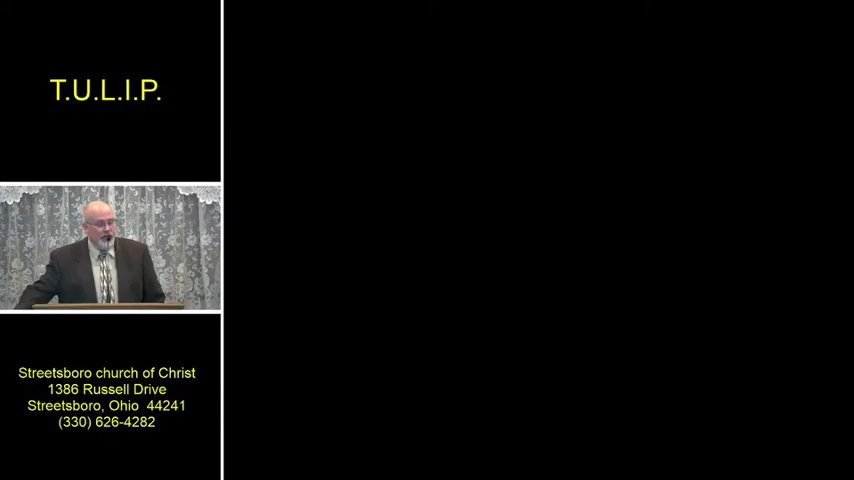 T.U.L.I.P.
Streetsboro church of Christ
1386 Russell Drive
Streetsboro, Ohio 44241
(330) 626-4282